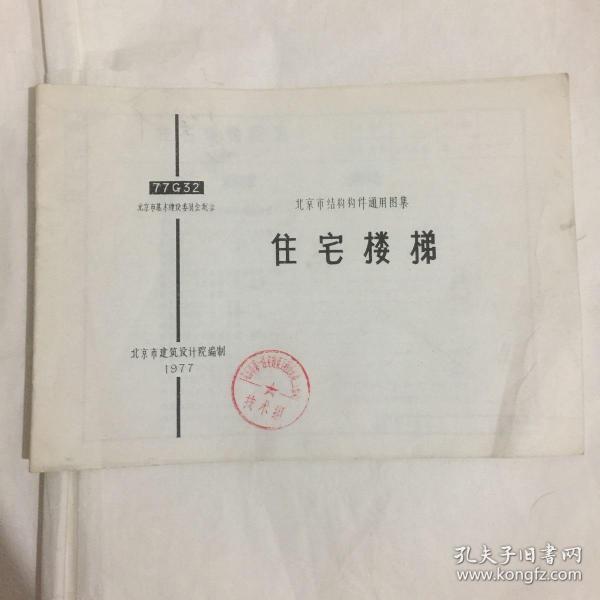 77G32
北京市基本建设委员会批准
北京市建筑设计院编制
1977
北京市结构构件通用图集
住宅楼梯
技术组
孔夫子旧书网
www.kongfz.com